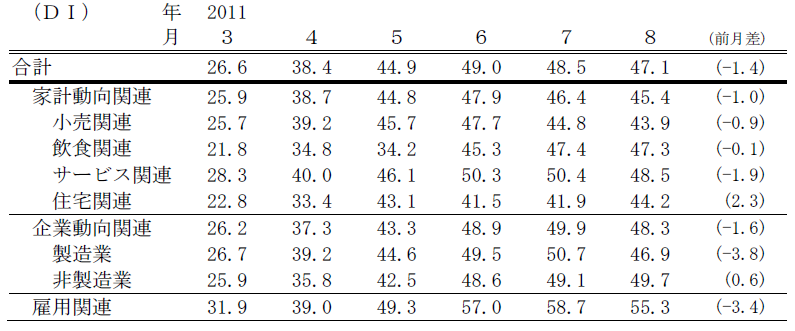 （ＤＩ） 年 2011
月 3 4 5 6 7 8 (前月差)
合計 26.6 38.4 44.9 49.0 48.5 47.1 (-1.4)
家計動向関連 25.9 38.7 44.8 47.9 46.4 45.4 (-1.0)
小売関連 25.7 39.2 45.7 47.7 44.8 43.9 (-0.9)
飲食関連 21.8 34.8 34.2 45.3 47.4 47.3 (-0.1)
サービス関連 28.3 40.0 46.1 50.3 50.4 48.5 (-1.9)
住宅関連 22.8 33.4 43.1 41.5 41.9 44.2 (2.3)
企業動向関連 26.2 37.3 43.3 48.9 49.9 48.3 (-1.6)
製造業 26.7 39.2 44.6 49.5 50.7 46.9 (-3.8)
非製造業 25.9 35.8 42.5 48.6 49.1 49.7 (0.6)
雇用関連 31.9 39.0 49.3 57.0 58.7 55.3 (-3.4)